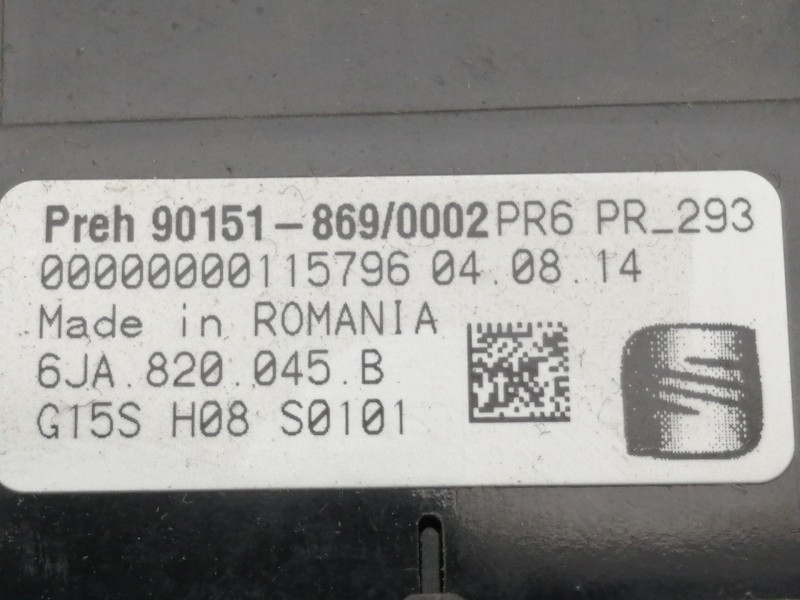 Preh 90151-869/0002 PR6 PR_293
00000000115796 04.08.14
Made in ROMANIA
6JA.820.045.B
G15S H08 S0101